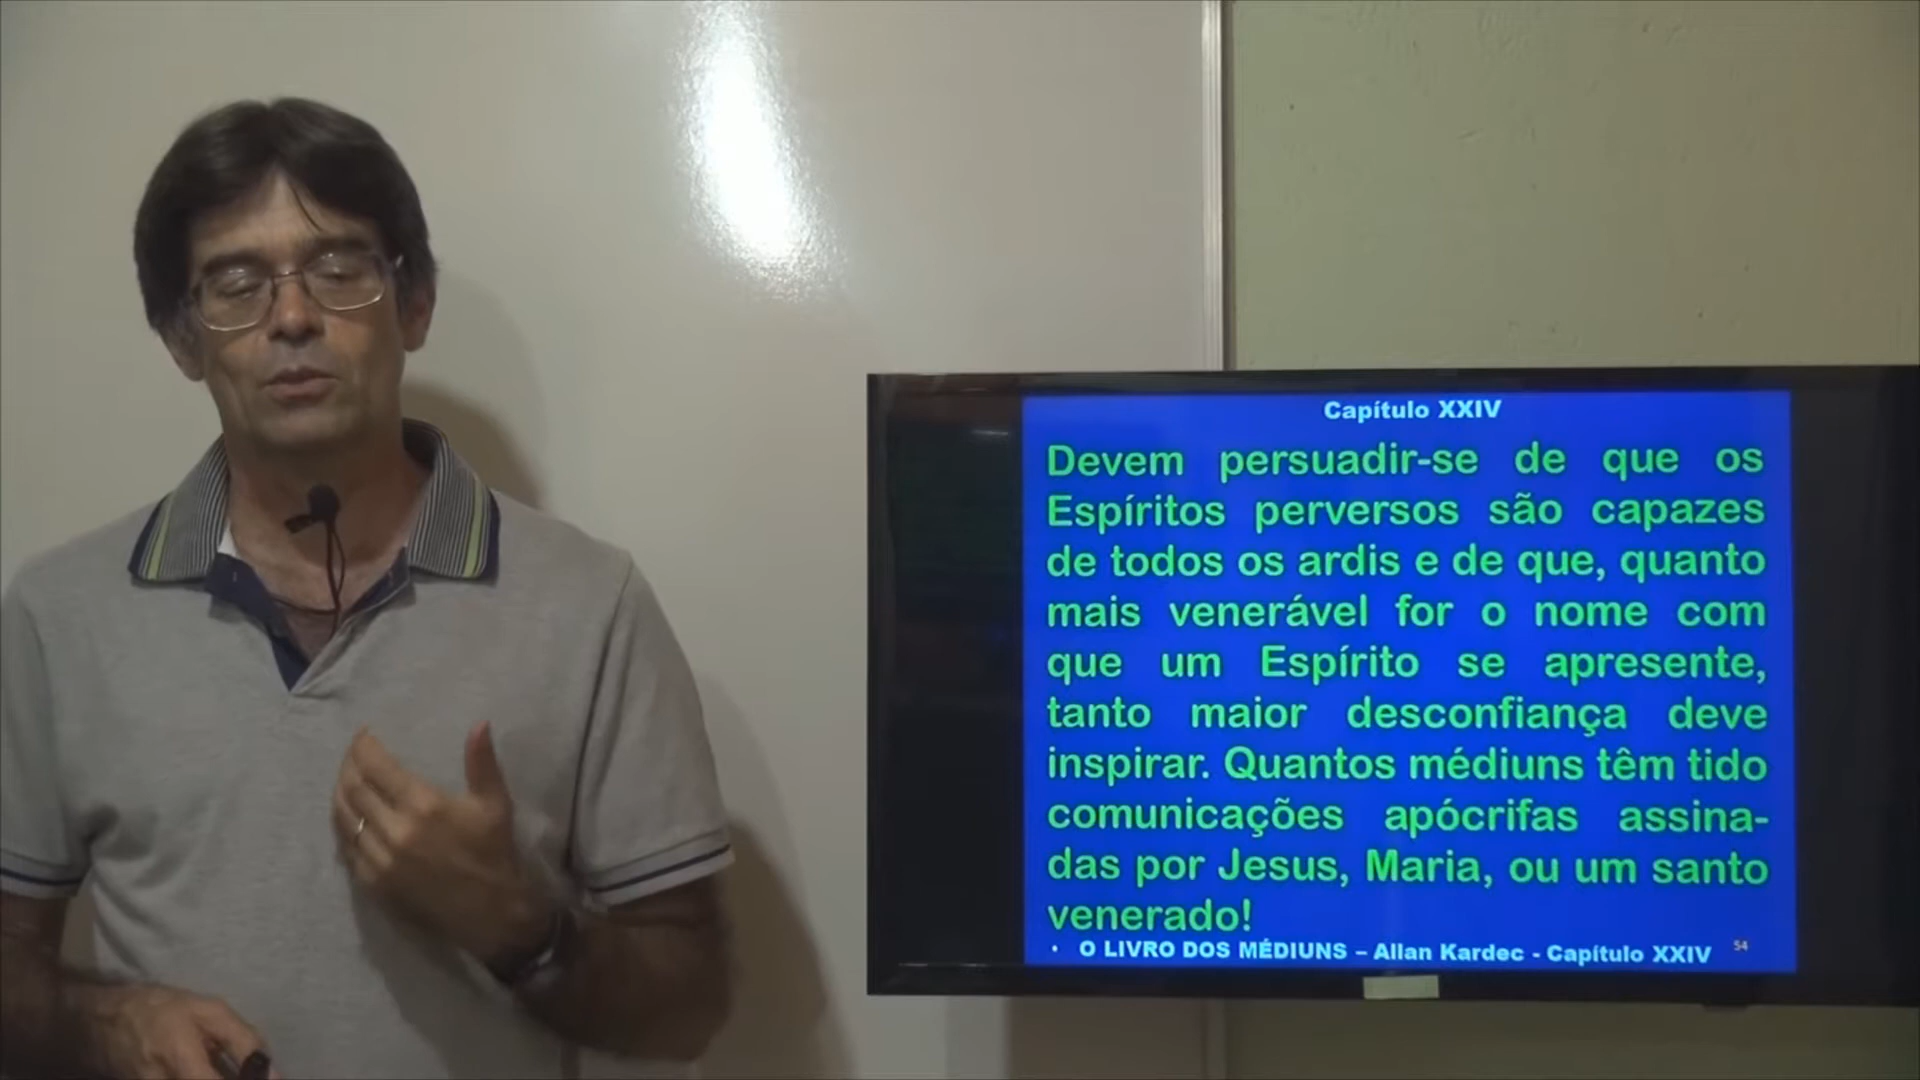 Capítulo XXIV
Devem persuadir-se de que os
Espíritos perversos são capazes
de todos os ardis e de que, quanto
mais venerável for o nome com
que um Espírito se apresente,
tanto maior desconfiança deve
inspirar. Quantos médiuns têm tido
comunicações apócrifas assina-
das por Jesus, Maria, ou um santo
venerado!
• O LIVRO DOS MÉDIUNS – Allan Kardec - Capítulo XXIV 54